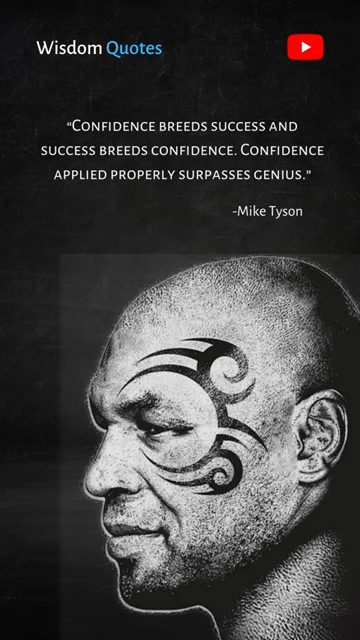 Wisdom Quotes
“Confidence breeds success and
success breeds confidence. Confidence
applied properly surpasses genius.”
-Mike Tyson